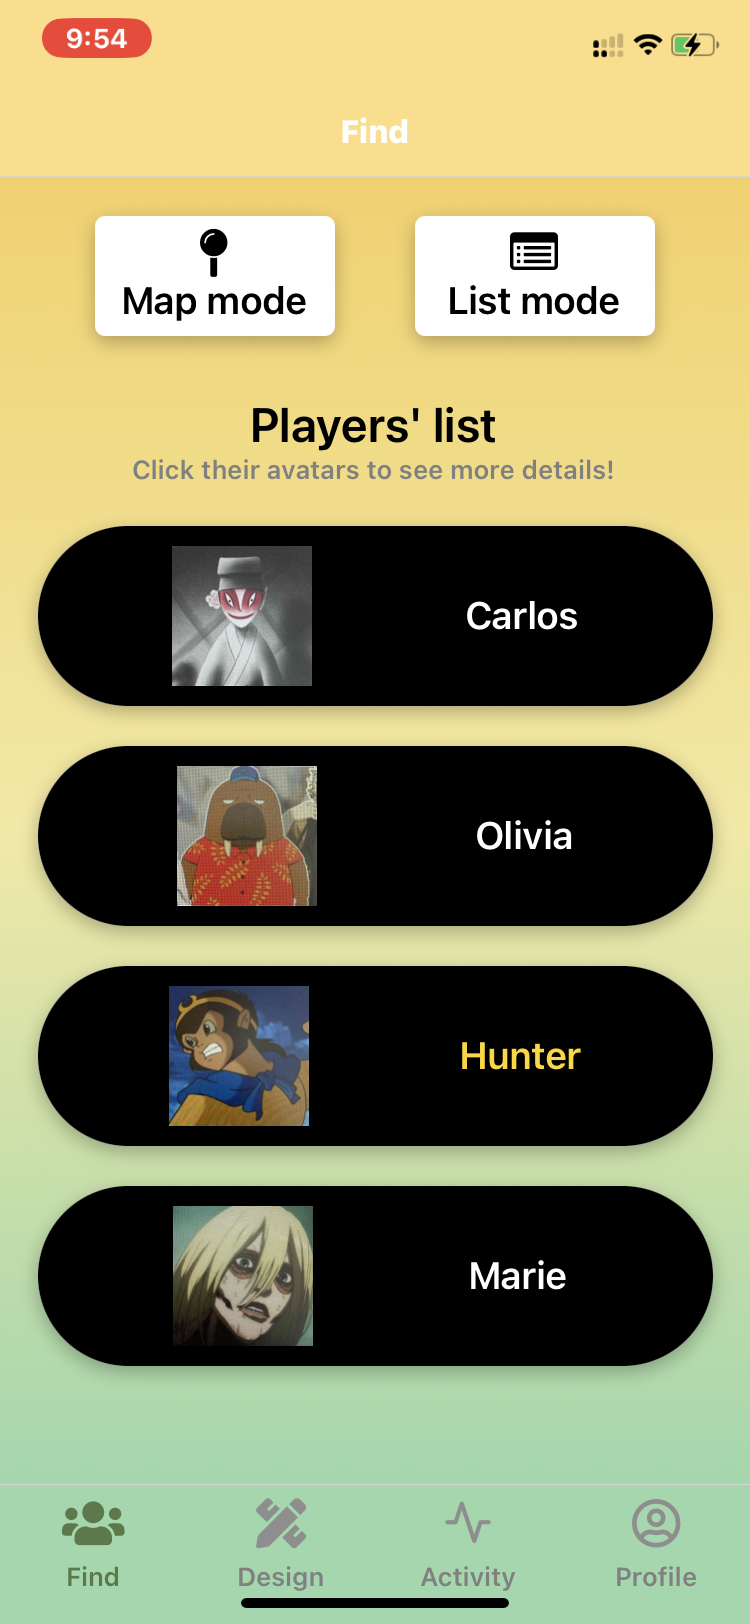 9:54
Find
Map mode
List mode
Players' list
Click their avatars to see more details!
Carlos
Olivia
Hunter
Marie
Find
Design
Activity
Profile